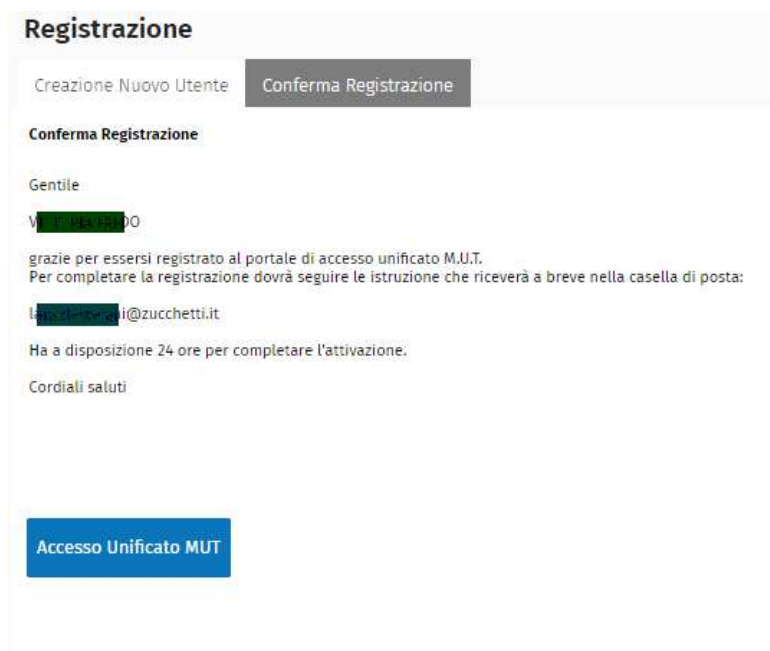 Registrazione
Creazione Nuovo Utente
Conferma Registrazione
Conferma Registrazione
Gentile
grazie per essersi registrato al portale di accesso unificato M.U.T.
Per completare la registrazione dovrà seguire le istruzione che riceverà a breve nella casella di posta:
i@zucchetti.it
Ha a disposizione 24 ore per completare l'attivazione.
Cordiali saluti
Accesso Unificato MUT